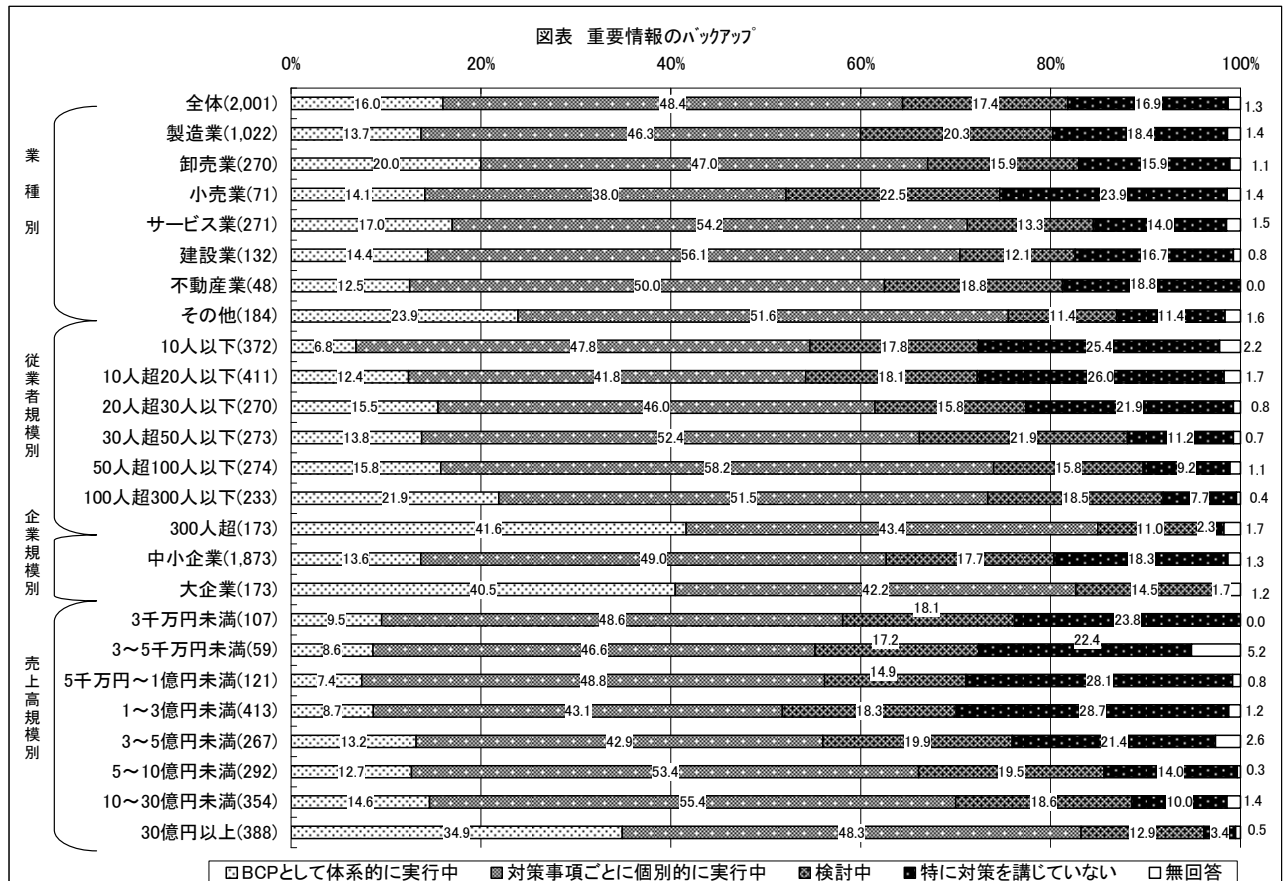 図表 重要情報のバックアップ
0% 20% 40% 60% 80% 100%
業種別
全体(2,001) 16.0 48.4 17.4 16.9 1.3
製造業(1,022) 13.7 46.3 20.3 18.4 1.4
卸売業(270) 20.0 47.0 15.9 15.9 1.1
小売業(71) 14.1 38.0 22.5 23.9 1.4
サービス業(271) 17.0 54.2 13.3 14.0 1.5
建設業(132) 14.4 56.1 12.1 16.7 0.8
不動産業(48) 12.5 50.0 18.8 18.8 0.0
その他(184) 23.9 51.6 11.4 11.4 1.6
従業者規模別
10人以下(372) 6.8 47.8 17.8 25.4 2.2
10人超20人以下(411) 12.4 41.8 18.1 26.0 1.7
20人超30人以下(270) 15.5 46.0 15.8 21.9 0.8
30人超50人以下(273) 13.8 52.4 21.9 11.2 0.7
50人超100人以下(274) 15.8 58.2 15.8 9.2 1.1
100人超300人以下(233) 21.9 51.5 18.5 7.7 0.4
300人超(173) 41.6 43.4 11.0 2.3 1.7
企業規模別
中小企業(1,873) 13.6 49.0 17.7 18.3 1.3
大企業(173) 40.5 42.2 14.5 1.7 1.2
売上高規模別
3千万円未満(107) 9.5 48.6 18.1 23.8 0.0
3～5千万円未満(59) 8.6 46.6 17.2 22.4 5.2
5千万円～1億円未満(121) 7.4 48.8 14.9 28.1 0.8
1～3億円未満(413) 8.7 43.1 18.3 28.7 1.2
3～5億円未満(267) 13.2 42.9 19.9 21.4 2.6
5～10億円未満(292) 12.7 53.4 19.5 14.0 0.3
10～30億円未満(354) 14.6 55.4 18.6 10.0 1.4
30億円以上(388) 34.9 48.3 12.9 3.4 0.5
BCPとして体系的に実行中 対策事項ごとに個別的に実行中 検討中 特に対策を講じていない 無回答